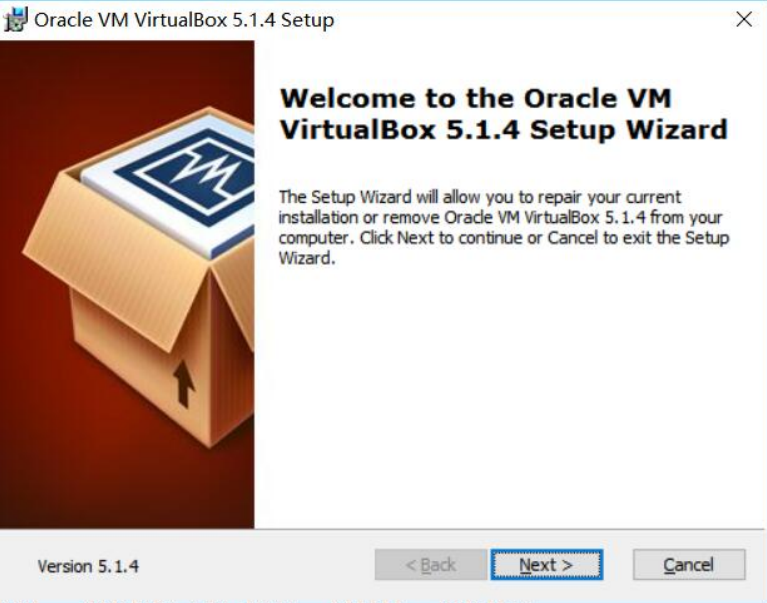 Oracle VM VirtualBox 5.1.4 Setup
Welcome to the Oracle VM
VirtualBox 5.1.4 Setup Wizard
The Setup Wizard will allow you to repair your current
installation or remove Oracle VM VirtualBox 5.1.4 from your
computer. Click Next to continue or Cancel to exit the Setup
Wizard.
Version 5.1.4
< Back
Next >
Cancel